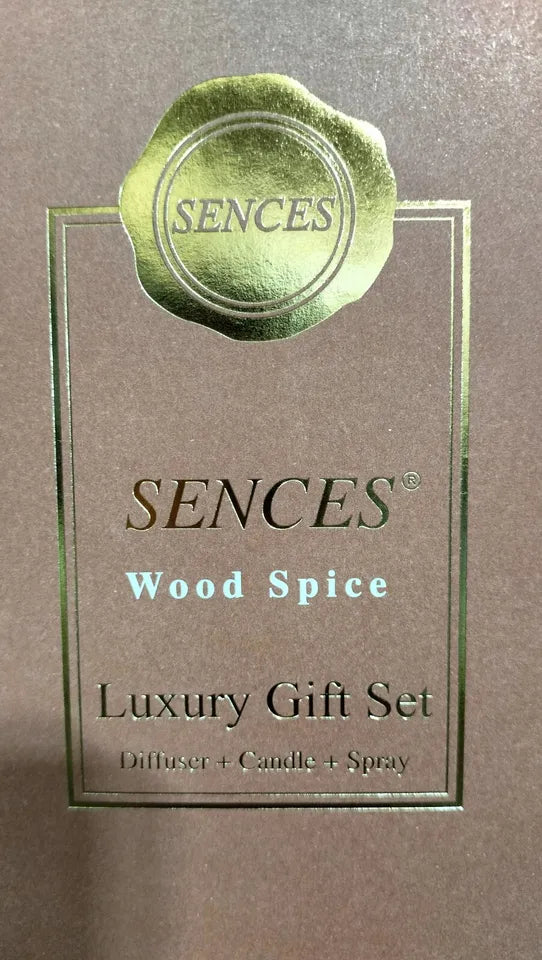 SENCES
SENCES®
Wood Spice
Luxury Gift Set
Diffuser + Candle + Spray